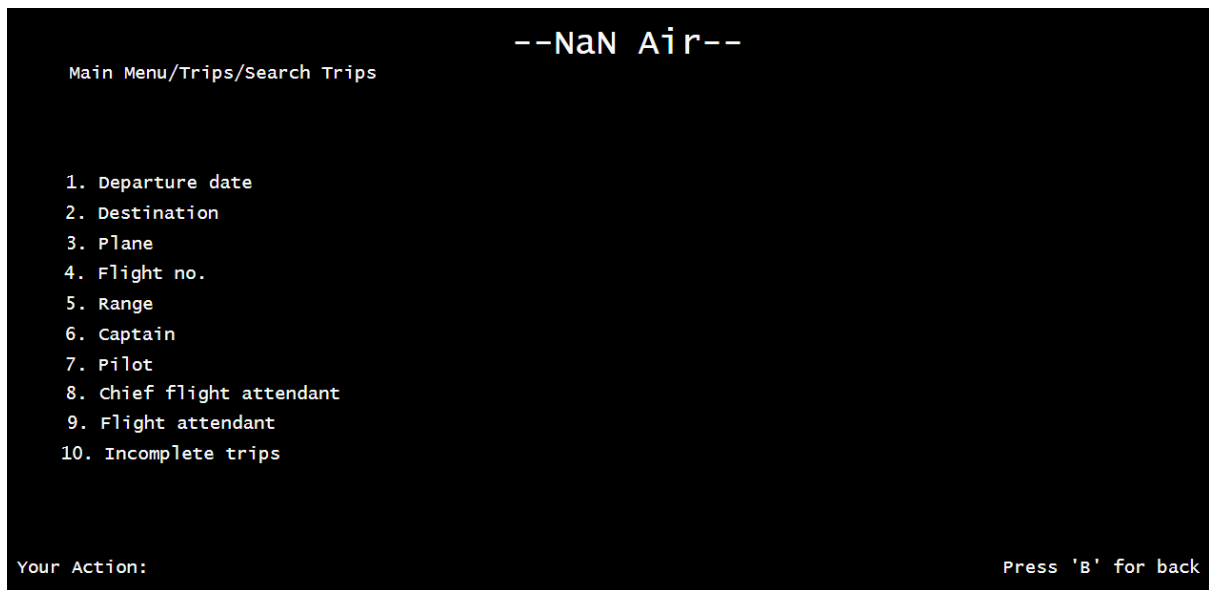 --NaN Air--
Main Menu/Trips/Search Trips
1. Departure date
2. Destination
3. Plane
4. Flight no.
5. Range
6. Captain
7. Pilot
8. Chief flight attendant
9. Flight attendant
10. Incomplete trips
Your Action: Press 'B' for back